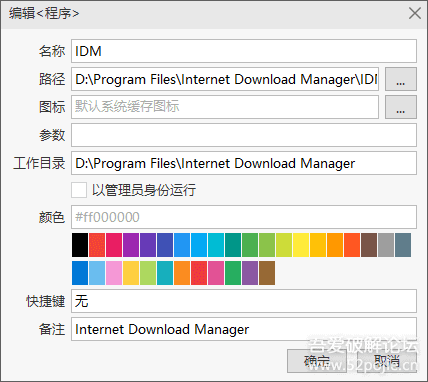 编辑<程序>
名称 IDM
路径 D:\Program Files\Internet Download Manager\IDM ...
图标 默认系统缓存图标 ...
参数
工作目录 D:\Program Files\Internet Download Manager
以管理员身份运行
颜色 #ff000000
快捷键 无
备注 Internet Download Manager
确定 取消
吾爱破解论坛
www.52pojie.cn